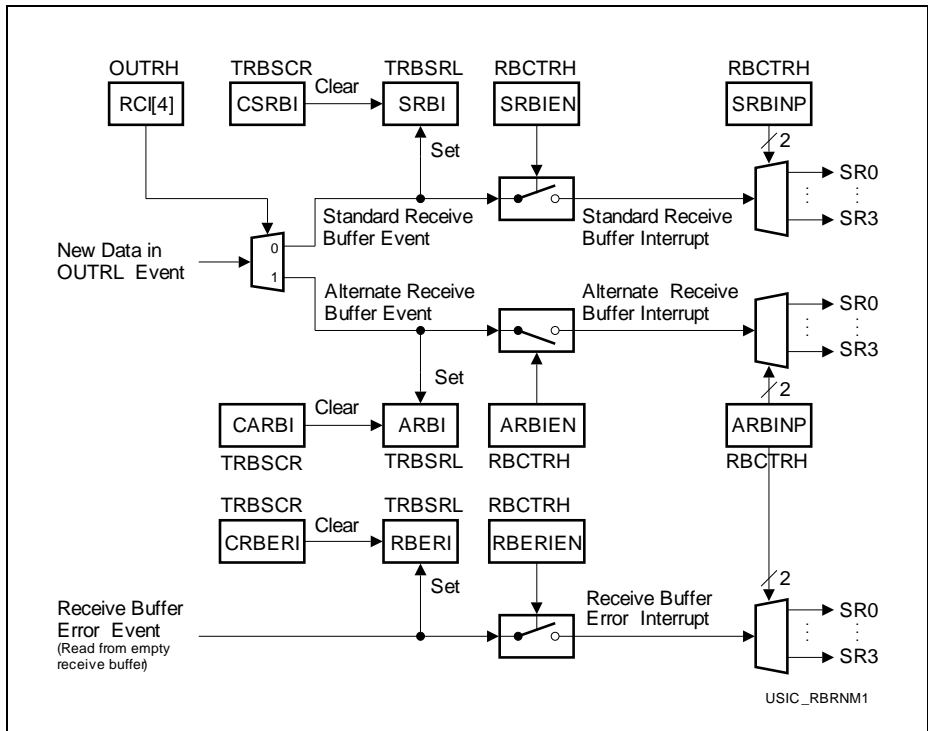 OUTRH
TRBSCR
TRBSRL
RBCTRH
RBCTRH
RCI[4]
CSRBI
Clear
SRBI
SRBIEN
SRBINP
Set
2
SR0
SR3
Standard Receive
Buffer Event
Standard Receive
Buffer Interrupt
New Data in
OUTRL Event
0
1
Alternate Receive
Buffer Event
Alternate Receive
Buffer Interrupt
SR0
SR3
Set
2
CARBI
Clear
ARBI
ARBIEN
ARBINP
TRBSCR
TRBSRL
RBCTRH
RBCTRH
TRBSCR
TRBSRL
RBCTRH
CRBERI
Clear
RBERI
RBERIEN
Set
2
Receive Buffer
Error Event
(Read from empty
receive buffer)
Receive Buffer
Error Interrupt
SR0
SR3
USIC_RBRNM1